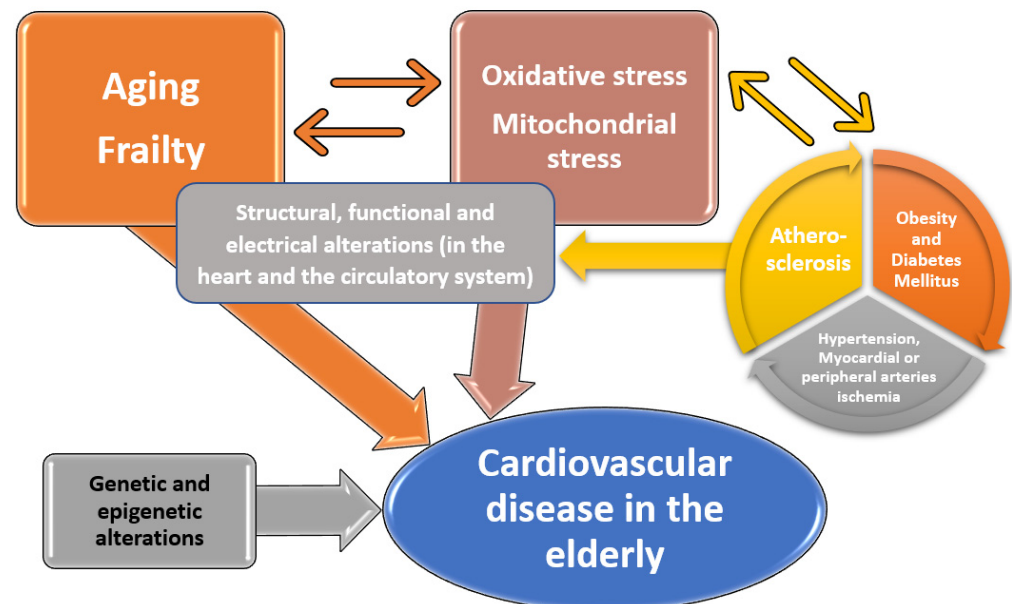 Aging
Frailty
Oxidative stress
Mitochondrial
stress
Structural, functional and
electrical alterations (in the
heart and the circulatory system)
Athero-
sclerosis
Obesity
and
Diabetes
Mellitus
Hypertension,
Myocardial or
peripheral arteries
ischemia
Genetic and
epigenetic
alterations
Cardiovascular
disease in the
elderly